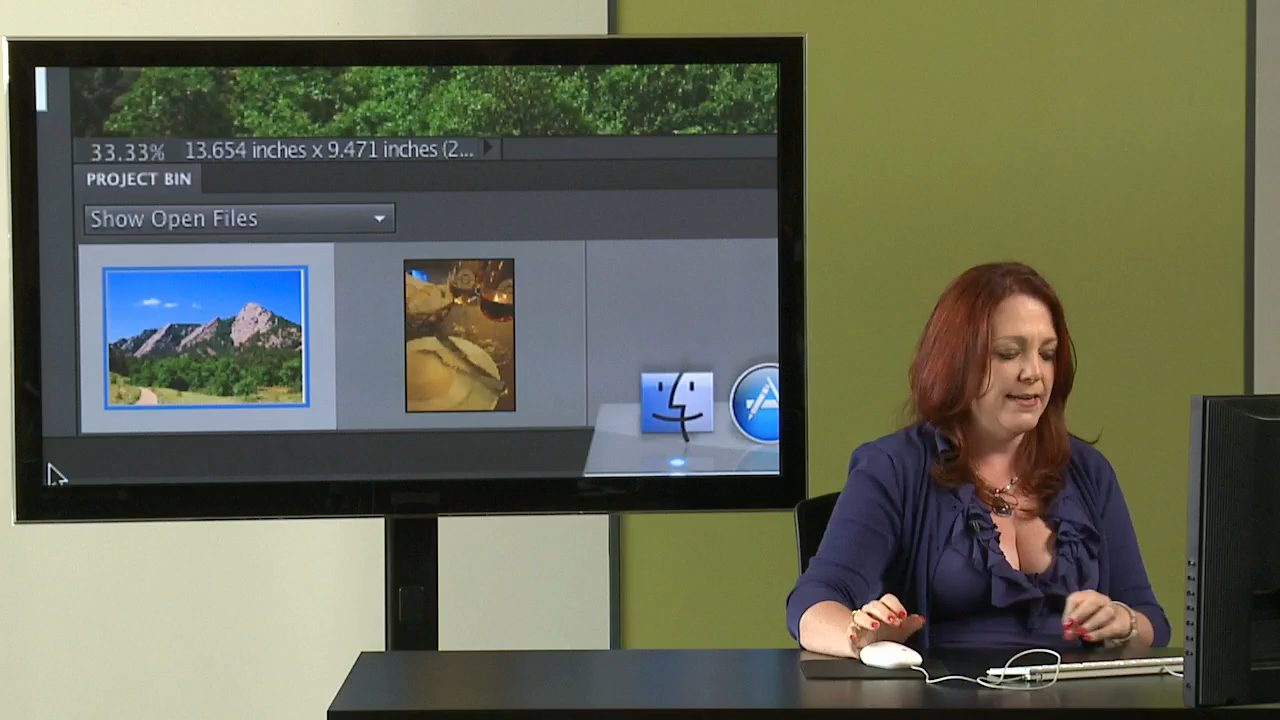 33.33% 13.654 inches x 9.471 inches (2...
PROJECT BIN
Show Open Files